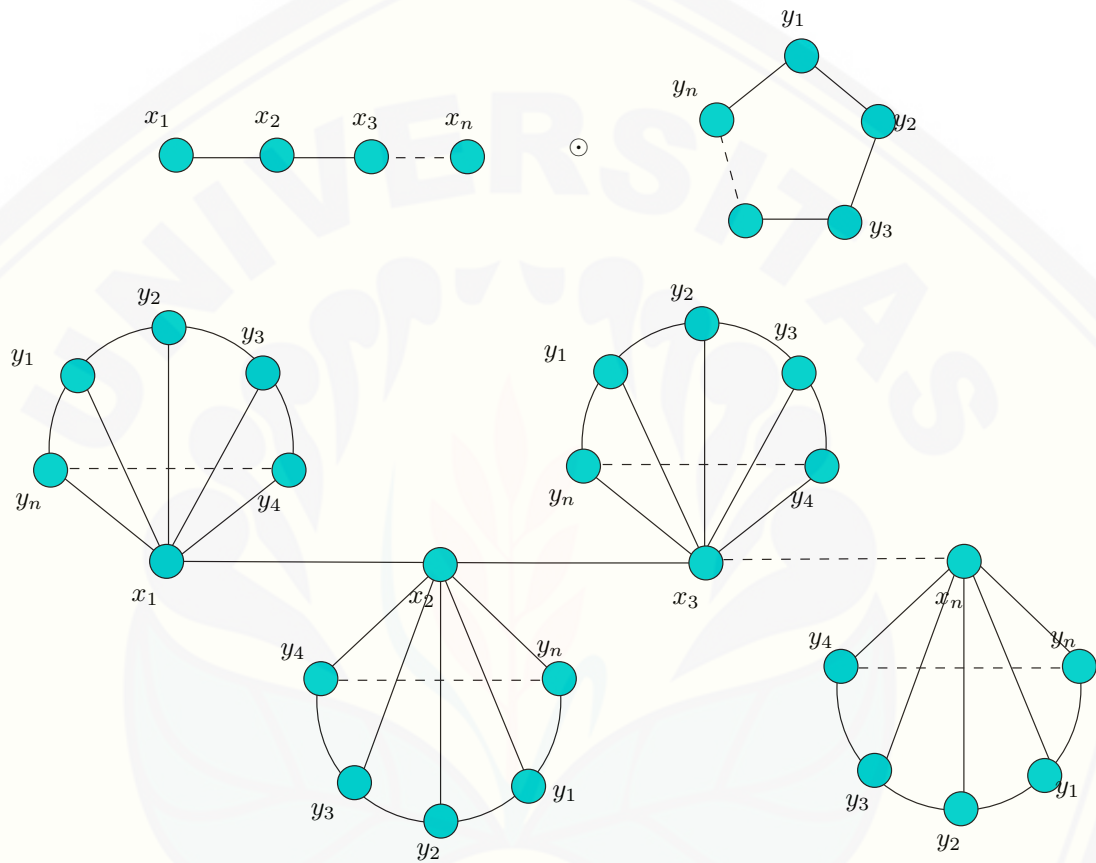 y₁
x₁ x₂ x₃ xₙ ⊙ yₙ y₂
y₃
y₂ y₂
y₃ y₃
y₁ y₁
yₙ y₄ yₙ y₄
x₁ x₂ x₃ xₙ
y₄ yₙ y₄ yₙ
y₃ y₁ y₃ y₁
y₂ y₂
UNIVERSITAS